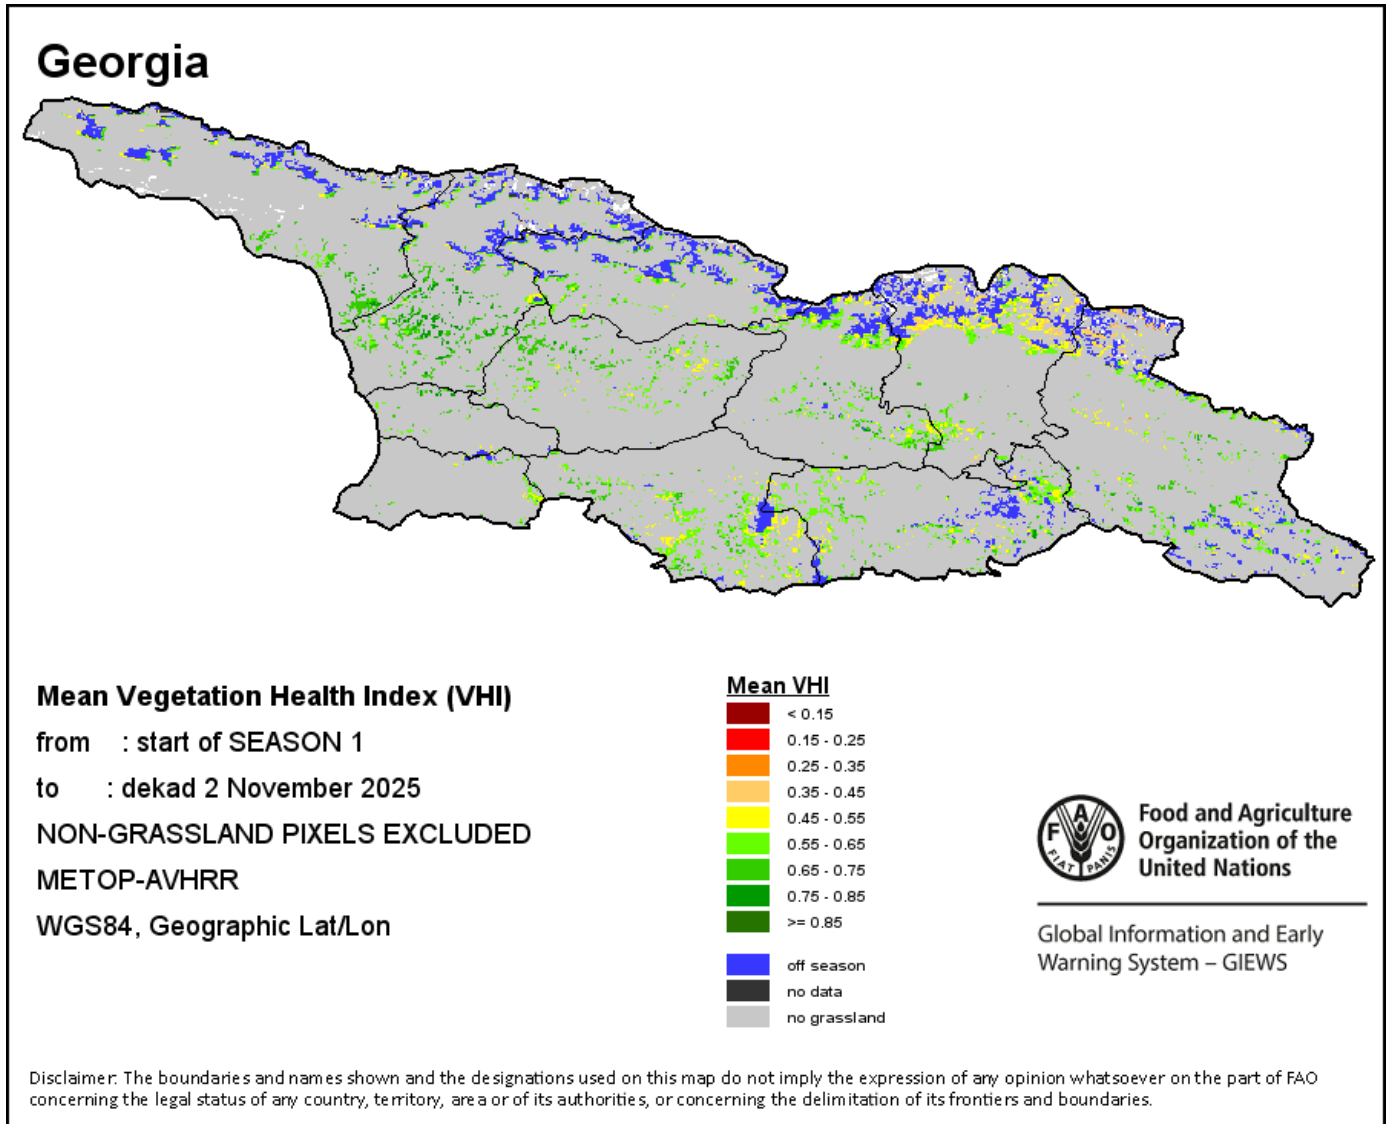 Georgia
Mean Vegetation Health Index (VHI)
from : start of SEASON 1
to : dekad 2 November 2025
NON-GRASSLAND PIXELS EXCLUDED
METOP-AVHRR
WGS84, Geographic Lat/Lon
Mean VHI
< 0.15
0.15 - 0.25
0.25 - 0.35
0.35 - 0.45
0.45 - 0.55
0.55 - 0.65
0.65 - 0.75
0.75 - 0.85
>= 0.85
off season
no data
no grassland
F A O
FIAT PANIS
Food and Agriculture
Organization of the
United Nations
Global Information and Early
Warning System – GIEWS
Disclaimer: The boundaries and names shown and the designations used on this map do not imply the expression of any opinion whatsoever on the part of FAO
concerning the legal status of any country, territory, area or of its authorities, or concerning the delimitation of its frontiers and boundaries.